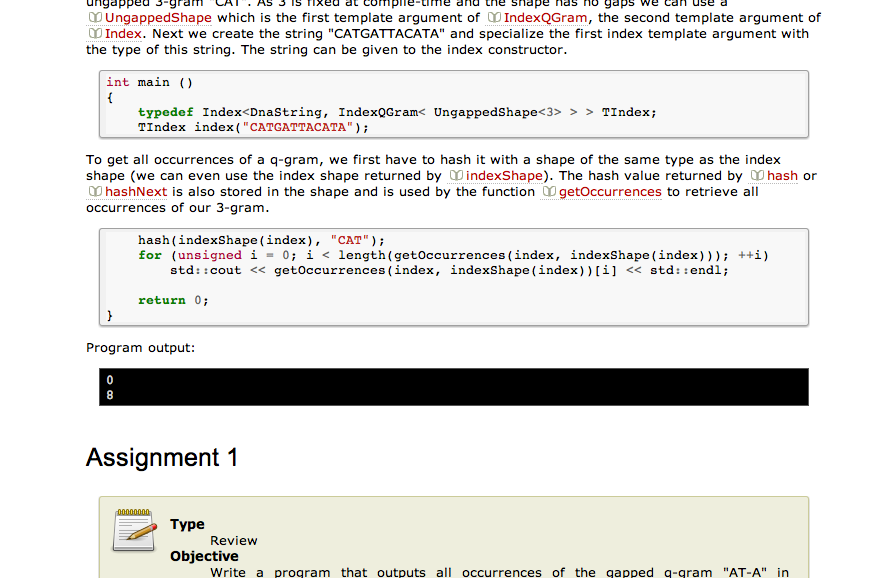 ungapped 3-gram "CAT". As 3 is fixed at compile-time and the shape has no gaps we can use a
UngappedShape which is the first template argument of IndexQGram, the second template argument of
Index. Next we create the string "CATGATTACATA" and specialize the first index template argument with
the type of this string. The string can be given to the index constructor.
int main ()
{
    typedef Index<DnaString, IndexQGram< UngappedShape<3> > > TIndex;
    TIndex index("CATGATTACATA");
To get all occurrences of a q-gram, we first have to hash it with a shape of the same type as the index
shape (we can even use the index shape returned by indexShape). The hash value returned by hash or
hashNext is also stored in the shape and is used by the function getOccurrences to retrieve all
occurrences of our 3-gram.
    hash(indexShape(index), "CAT");
    for (unsigned i = 0; i < length(getOccurrences(index, indexShape(index))); ++i)
        std::cout << getOccurrences(index, indexShape(index))[i] << std::endl;
    return 0;
}
Program output:
0
8
Assignment 1
Type
Review
Objective
Write a program that outputs all occurrences of the gapped q-gram "AT-A" in